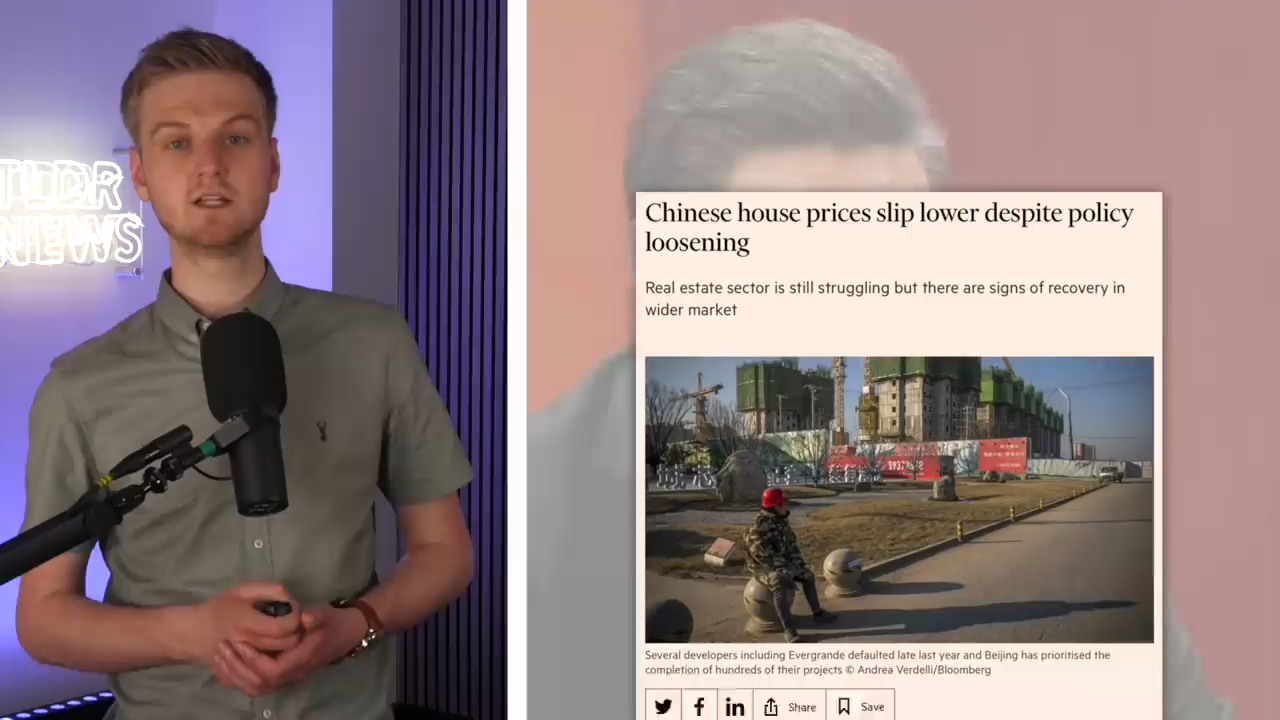 TLDR
NEWS
Chinese house prices slip lower despite policy
loosening
Real estate sector is still struggling but there are signs of recovery in
wider market
Several developers including Evergrande defaulted late last year and Beijing has prioritised the
completion of hundreds of their projects © Andrea Verdelli/Bloomberg
Share
Save